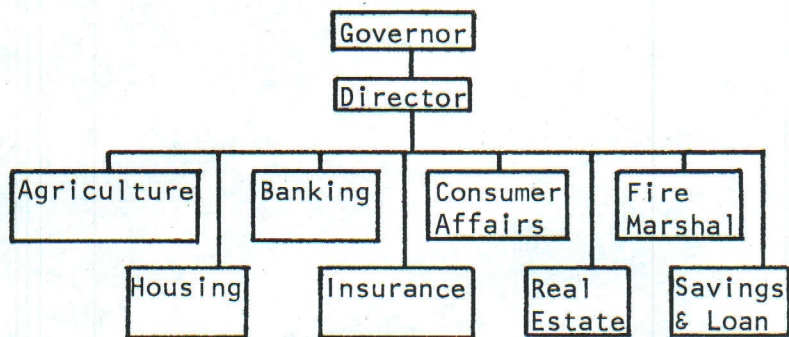 Governor
Director
Agriculture
Banking
Consumer
Affairs
Fire
Marshal
Housing
Insurance
Real
Estate
Savings
& Loan